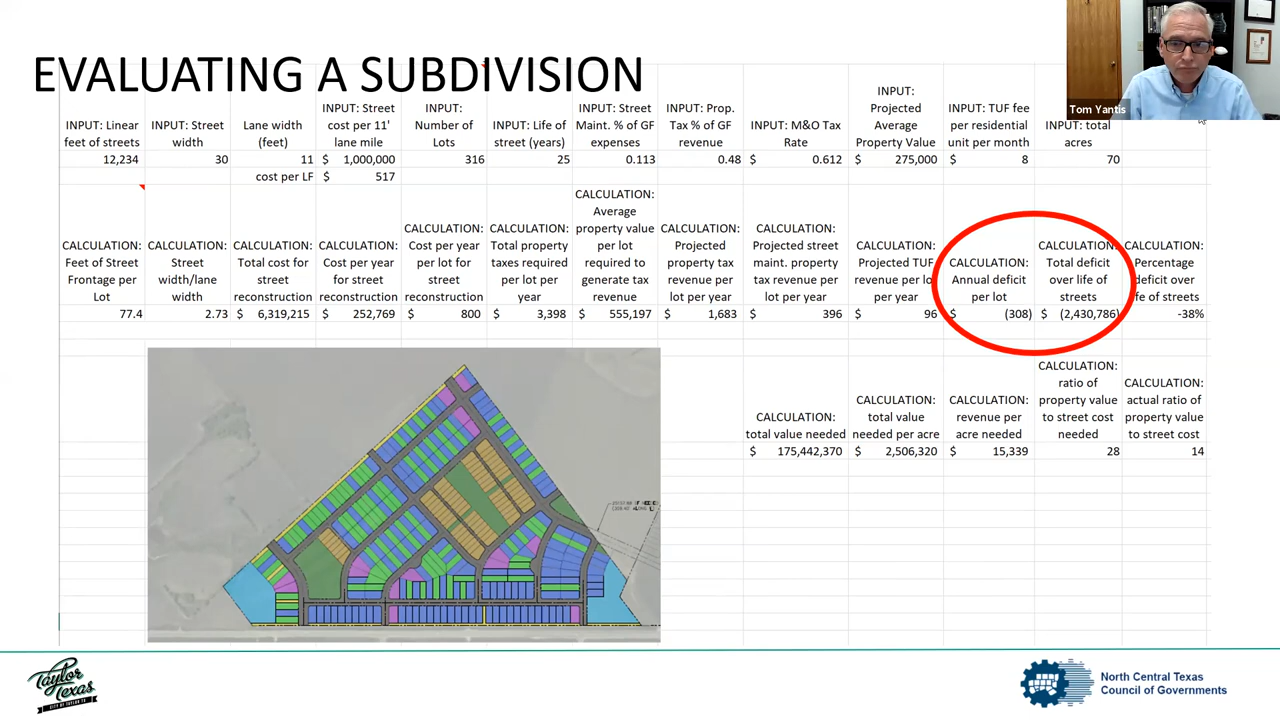 EVALUATING A SUBDIVISION
Tom Yantis
INPUT: Linear
feet of streets
INPUT: Street
width
Lane width
(feet)
INPUT: Street
cost per 11'
lane mile
INPUT:
Number of
Lots
INPUT: Life of
street (years)
INPUT: Street
Maint. % of GF
expenses
INPUT: Prop.
Tax % of GF
revenue
INPUT: M&O Tax
Rate
INPUT:
Projected
Average
Property Value
INPUT: TUF fee
per residential
unit per month
INPUT: total
acres
12,234 30 11 $ 1,000,000 316 25 0.113 0.48 $ 0.612 $ 275,000 $ 8 70
cost per LF $ 517
CALCULATION:
Feet of Street
Frontage per
Lot
CALCULATION:
Street
width/lane
width
CALCULATION:
Total cost for
street
reconstruction
CALCULATION:
Cost per year
for street
reconstruction
CALCULATION:
Cost per year
per lot for
street
reconstruction
CALCULATION:
Total property
taxes required
per lot per
year
CALCULATION:
Average
property value
per lot
required to
generate tax
revenue
CALCULATION:
Projected
property tax
revenue per
lot per year
CALCULATION:
Projected street
maint. property
tax revenue per
lot per year
CALCULATION:
Projected TUF
revenue per lot
per year
CALCULATION:
Annual deficit
per lot
CALCULATION:
Total deficit
over life of
streets
CALCULATION:
Percentage
deficit over
life of streets
77.4 2.73 $ 6,319,215 $ 252,769 $ 800 $ 3,398 $ 555,197 $ 1,683 $ 396 $ 96 $ (308) $ (2,430,786) -38%
CALCULATION:
total value needed
CALCULATION:
total value
needed per acre
CALCULATION:
revenue per
acre needed
CALCULATION:
ratio of
property value
to street cost
needed
CALCULATION:
actual ratio of
property value
to street cost
$ 175,442,370 $ 2,506,320 $ 15,339 28 14
Taylor
Texas
CITY OF TAYLOR TX
North Central Texas
Council of Governments